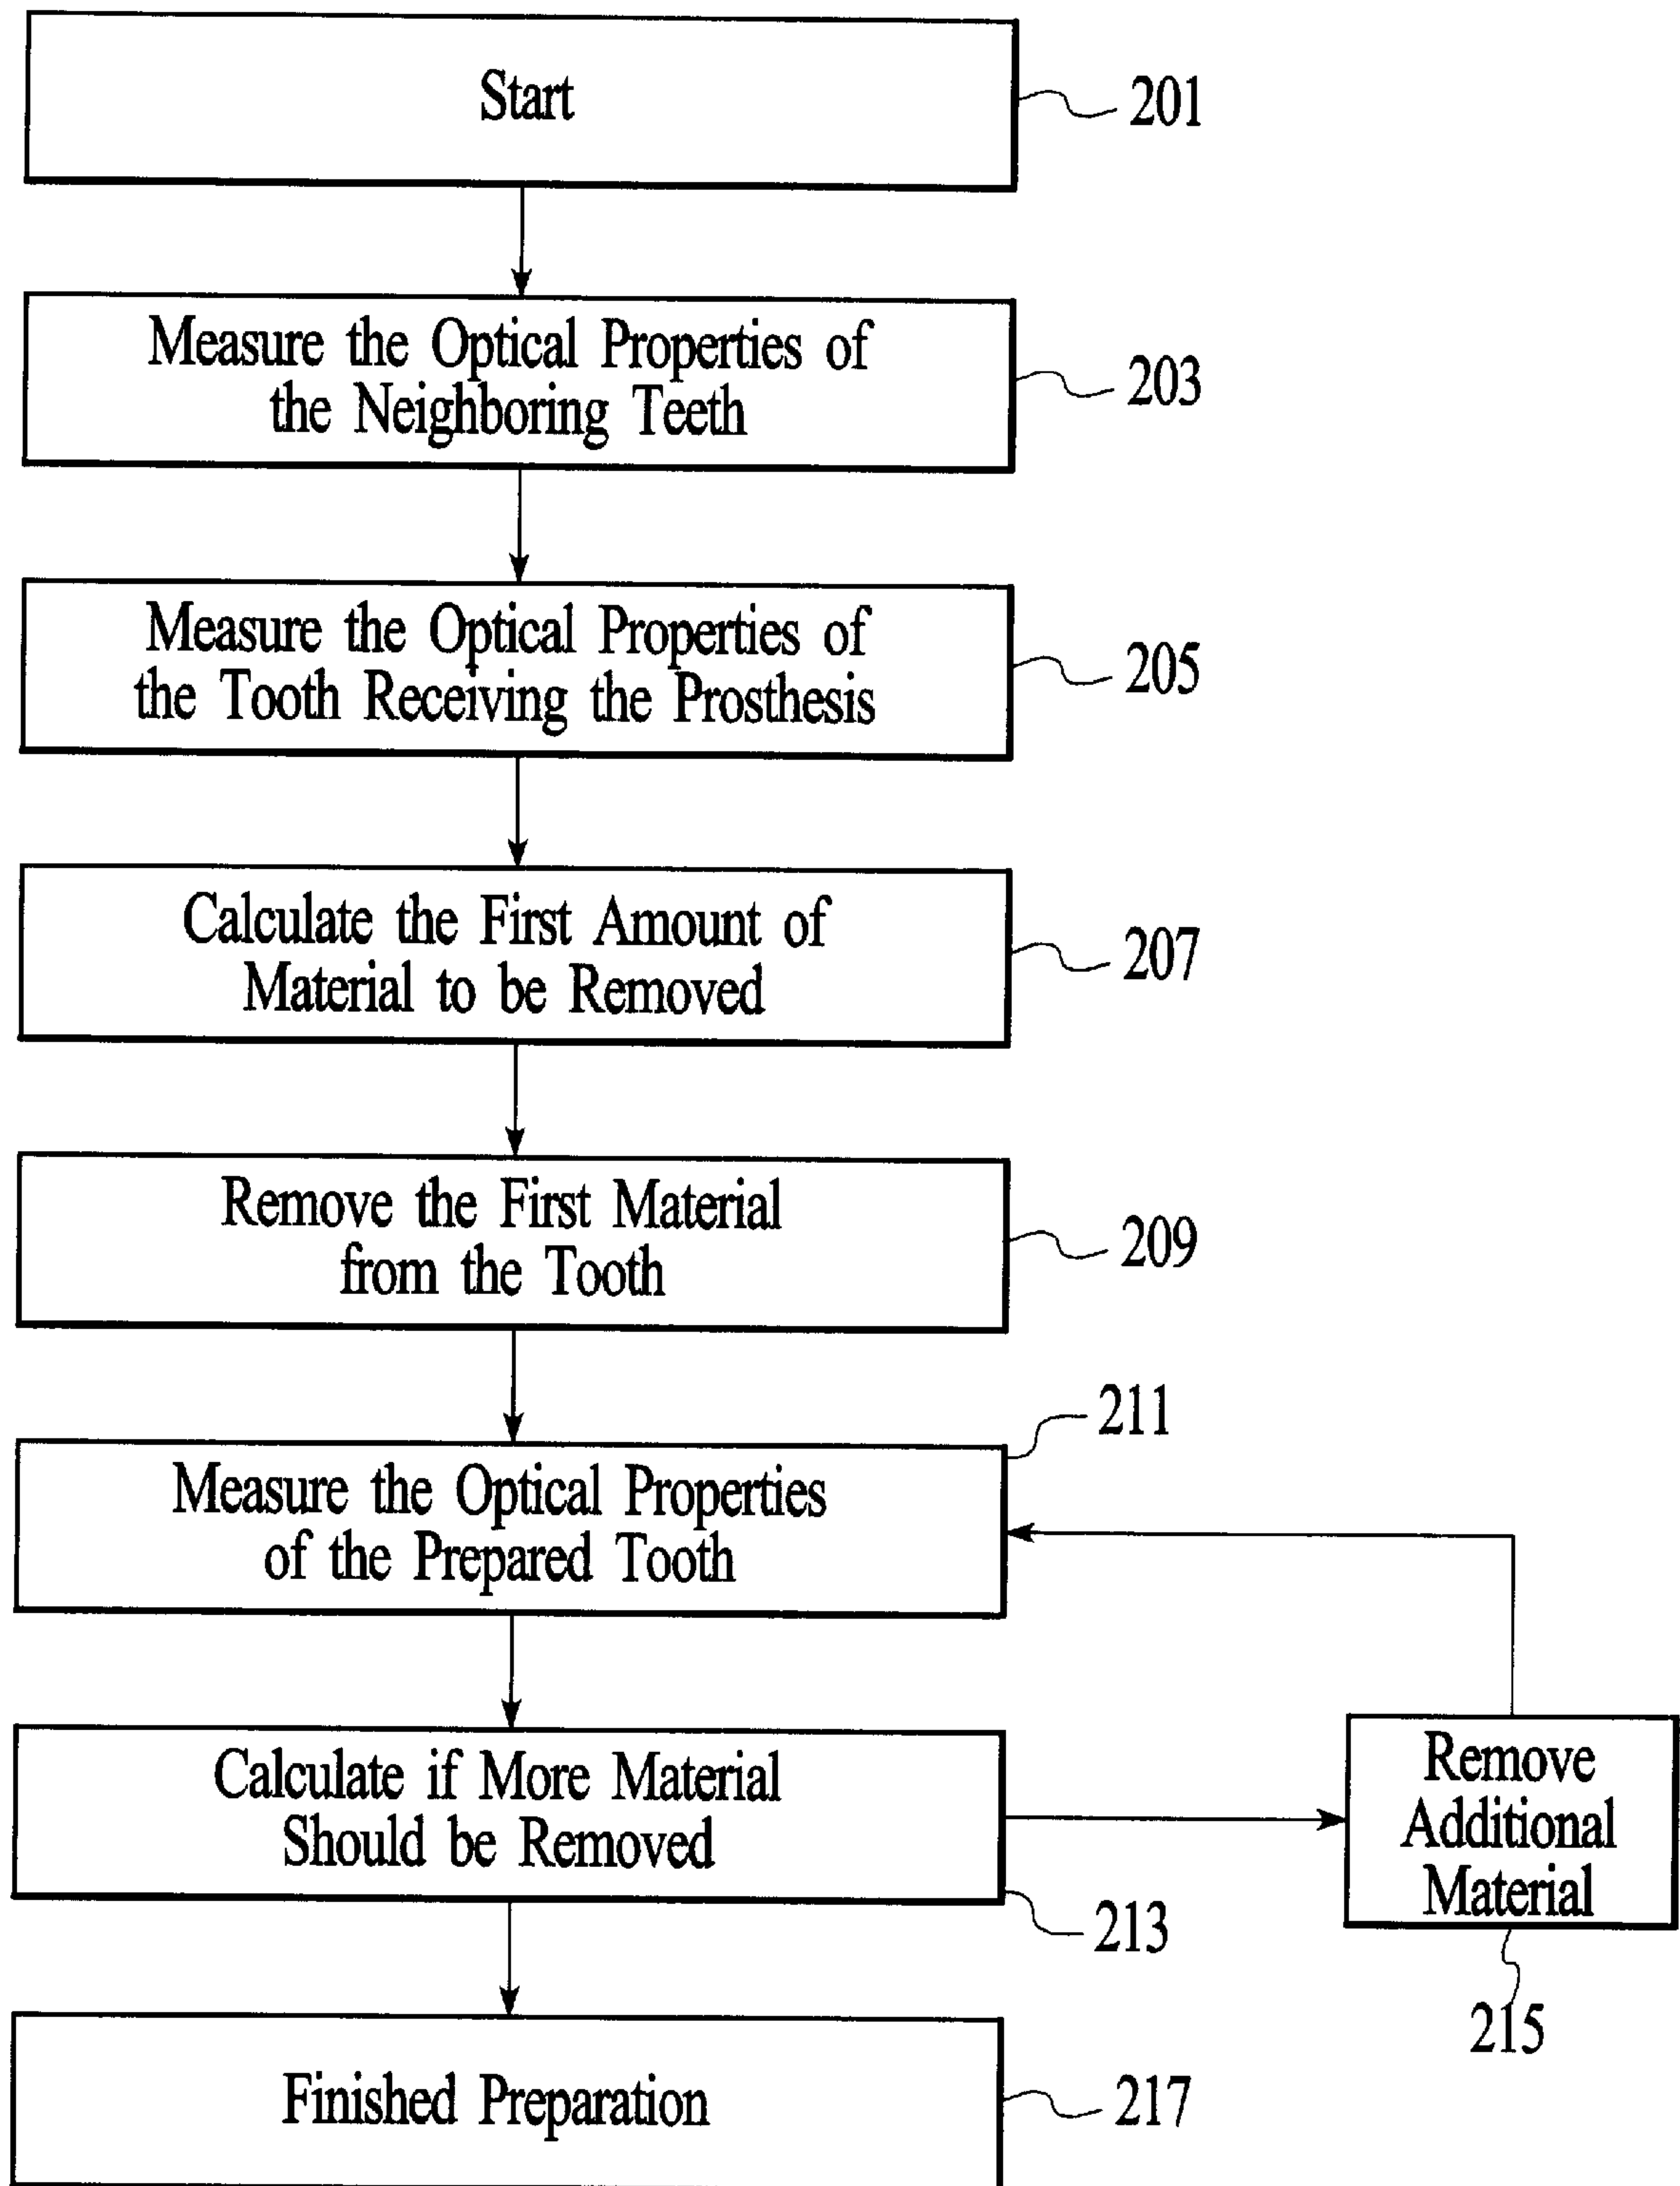 Start
201
Measure the Optical Properties of
the Neighboring Teeth
203
Measure the Optical Properties of
the Tooth Receiving the Prosthesis
205
Calculate the First Amount of
Material to be Removed
207
Remove the First Material
from the Tooth
209
211
Measure the Optical Properties
of the Prepared Tooth
Calculate if More Material
Should be Removed
213
Remove
Additional
Material
215
Finished Preparation
217